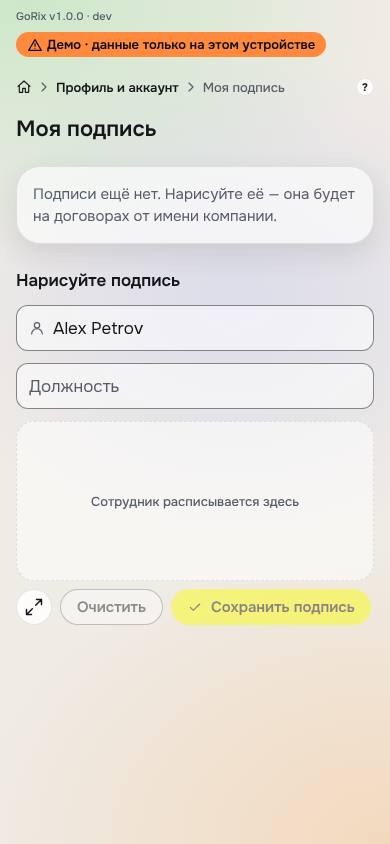 GoRix v1.0.0 · dev
Демо · данные только на этом устройстве
Профиль и аккаунт Моя подпись ?
Моя подпись
Подписи ещё нет. Нарисуйте её — она будет
на договорах от имени компании.
Нарисуйте подпись
Alex Petrov
Должность
Сотрудник расписывается здесь
Очистить Сохранить подпись